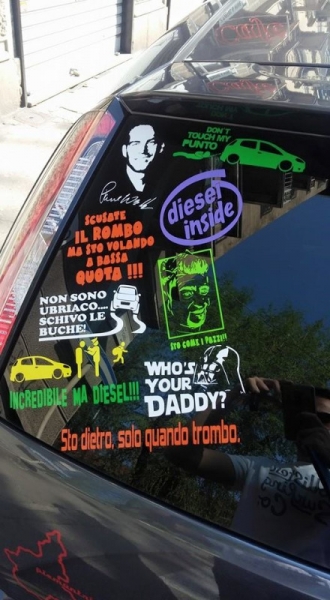 DON'T
TOUCH MY
PUNTO
diesel
inside
SCUSATE
IL ROMBO
MA STO VOLANDO
A BASSA
QUOTA !!!
NON SONO
UBRIACO....
SCHIVO LE
BUCHE!
STO COME I PAZZI!!
INCREDIBILE MA DIESEL!!!
WHO'S
YOUR
DADDY?
Sto dietro, solo quando trombo.